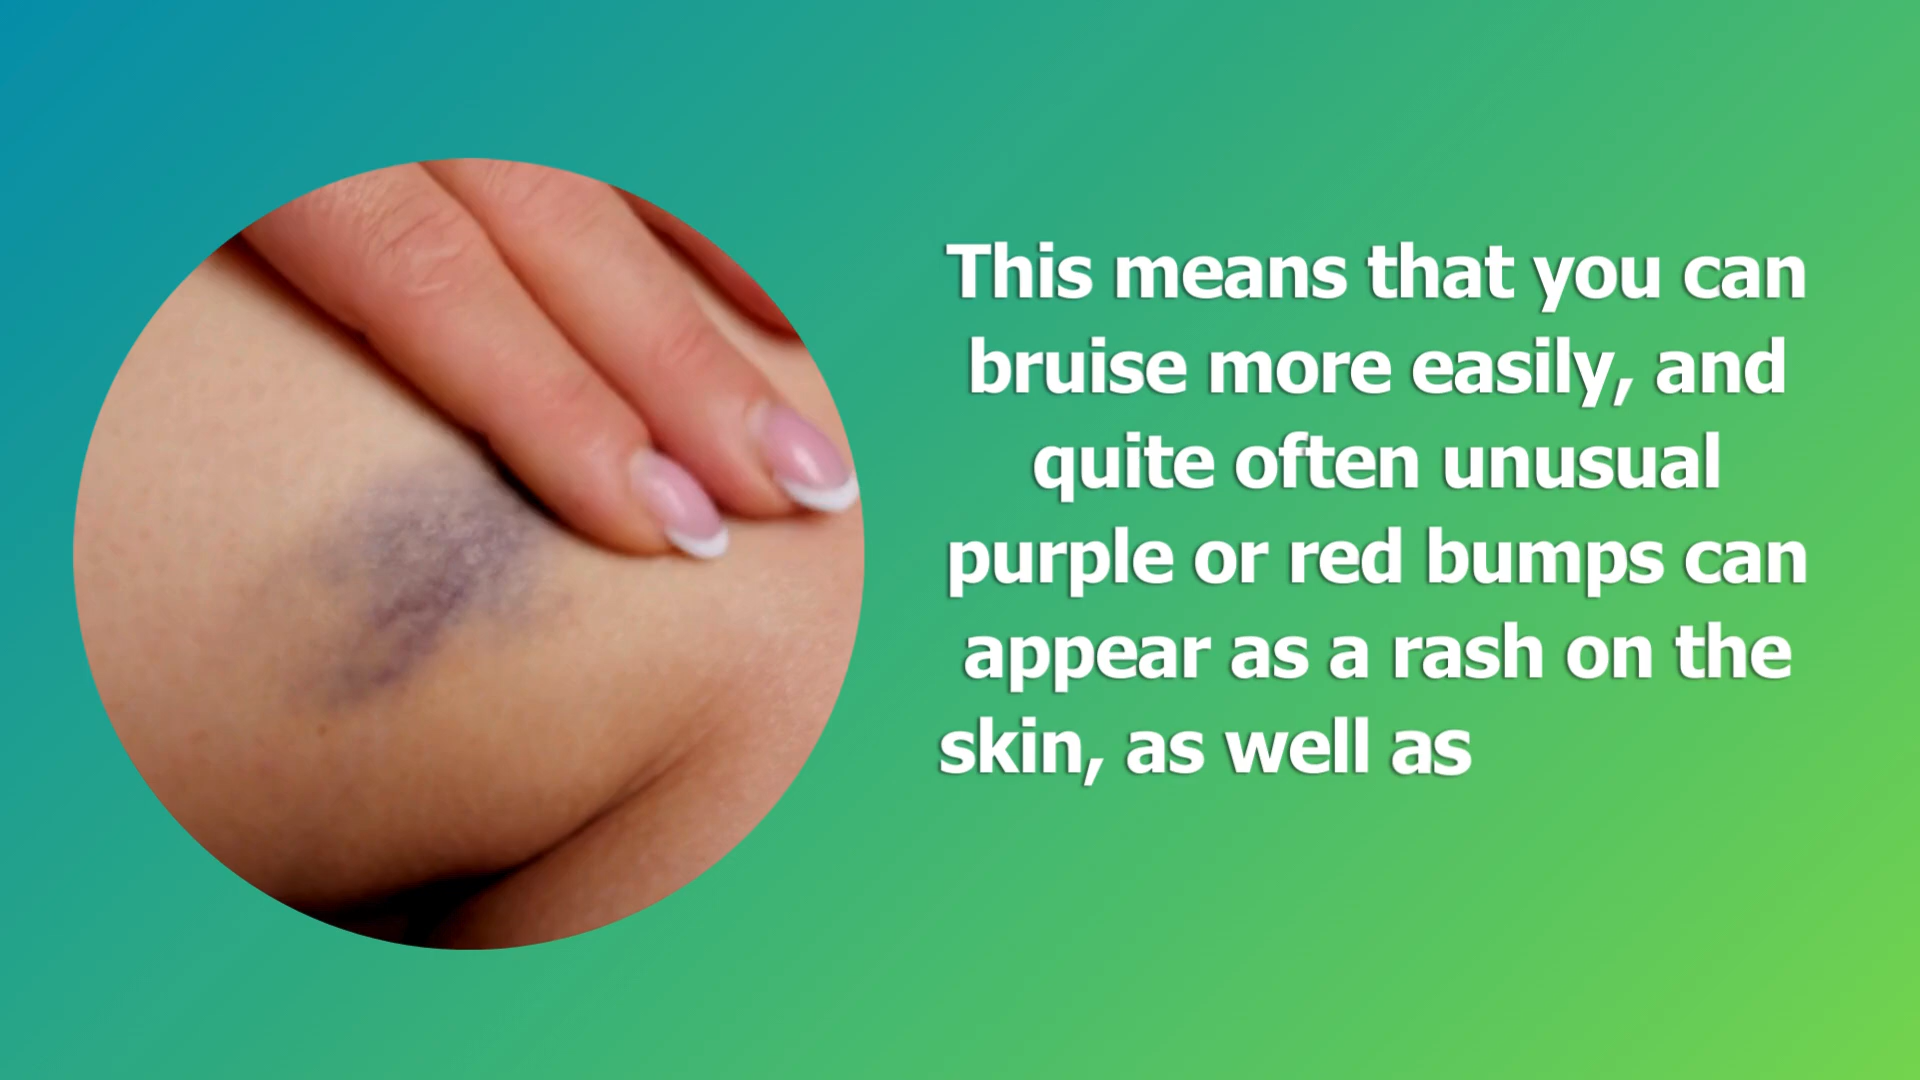 This means that you can
bruise more easily, and
quite often unusual
purple or red bumps can
appear as a rash on the
skin, as well as